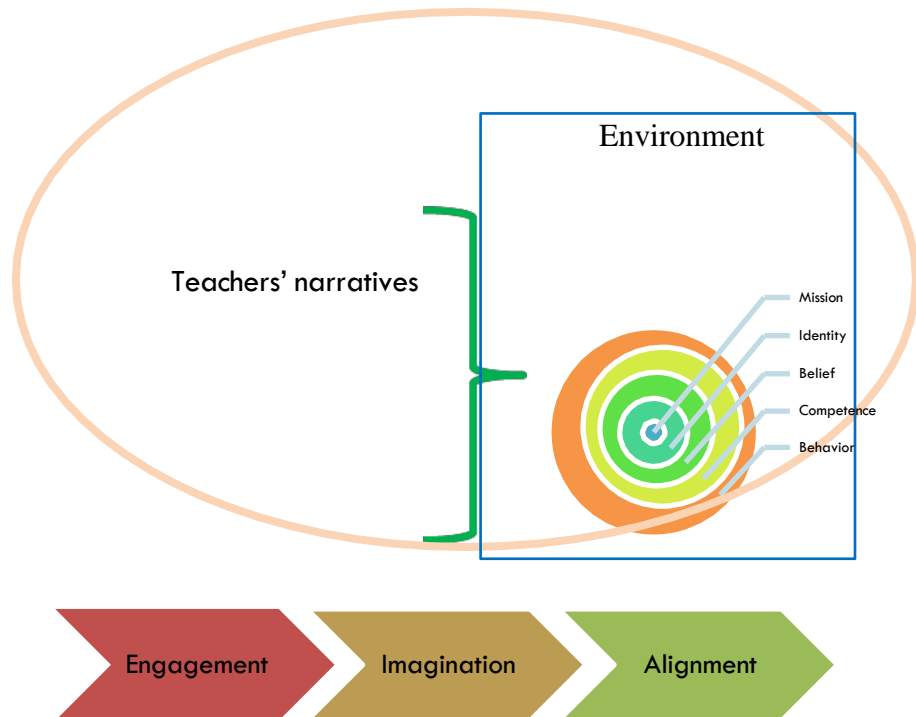 Environment
Teachers’ narratives
Mission
Identity
Belief
Competence
Behavior
Engagement
Imagination
Alignment